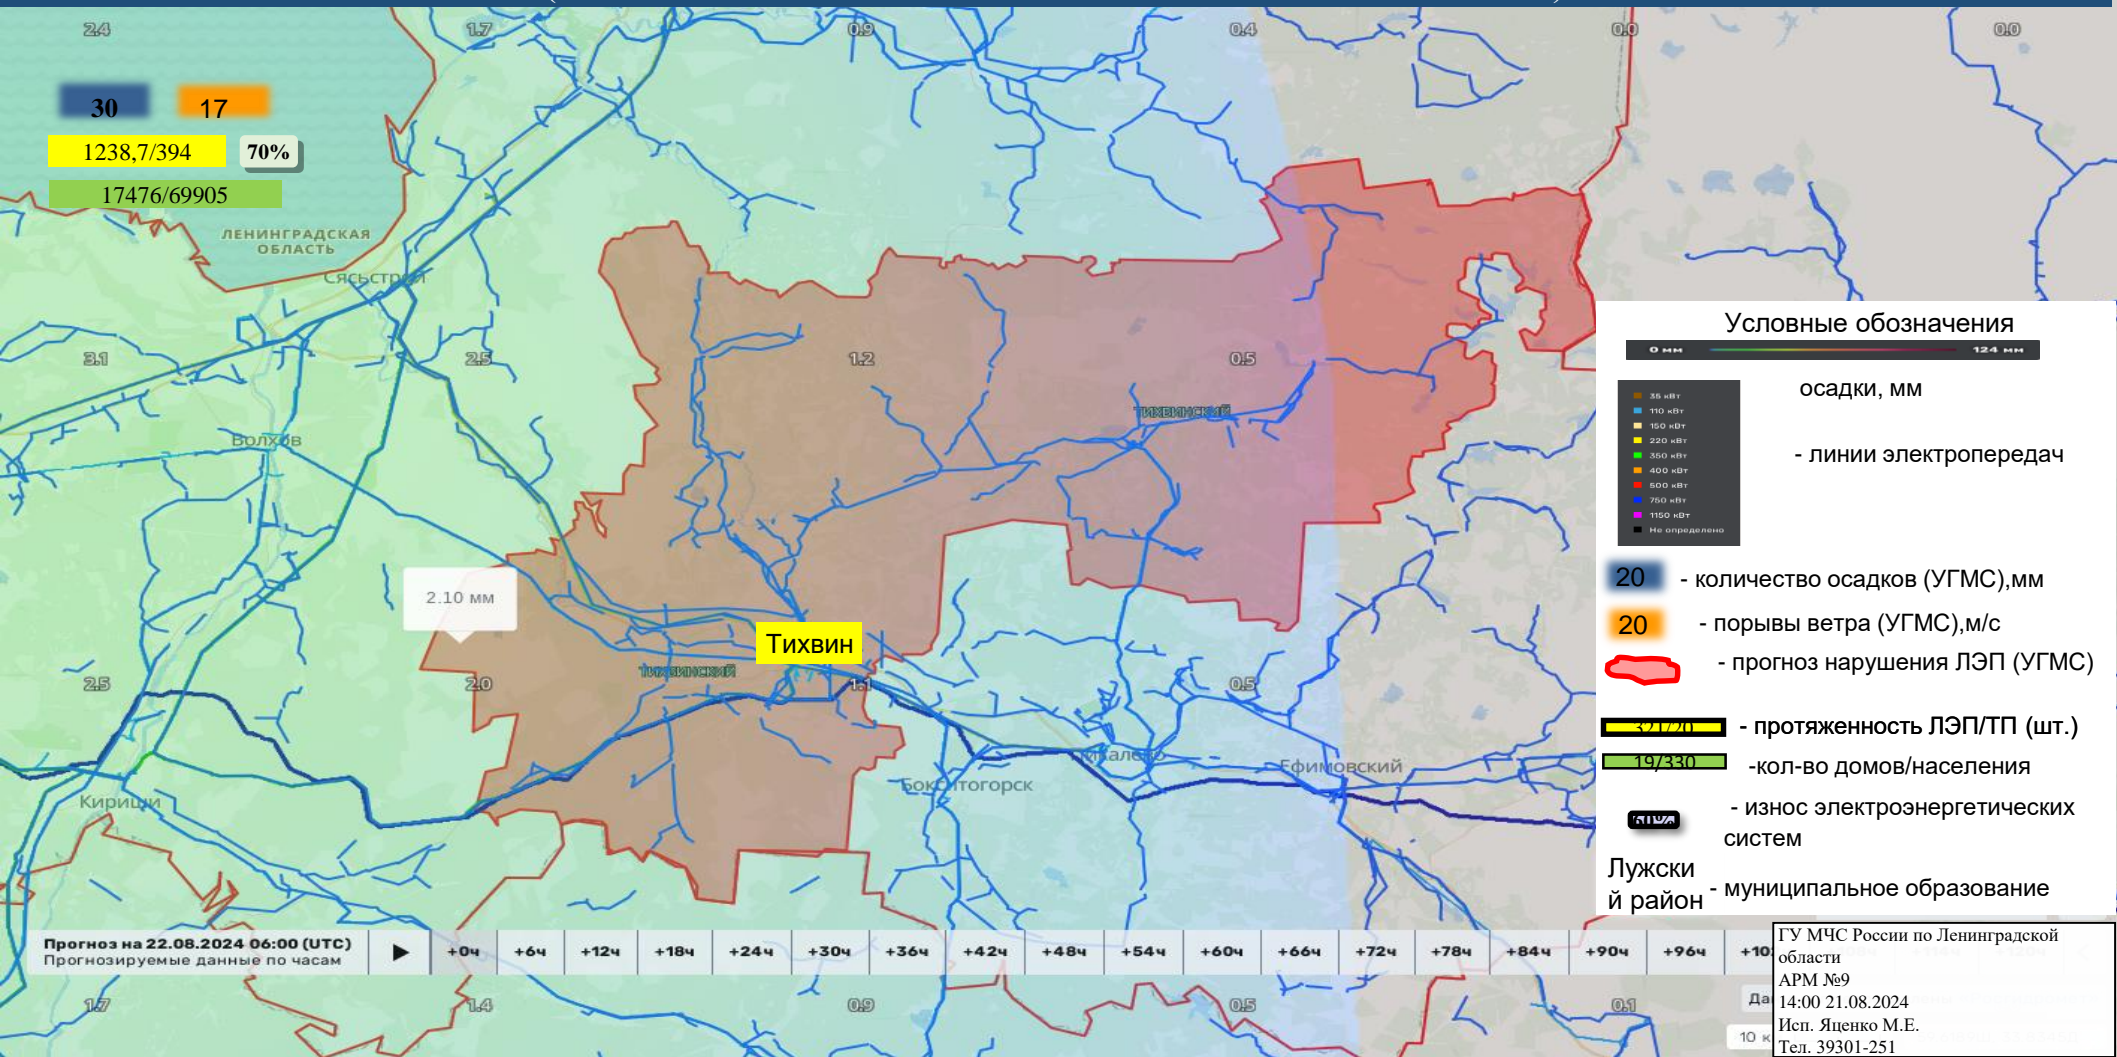 2.4
1.7
0.9
0.4
0.0
0.0
30
17
1238,7/394
70%
17476/69905
ЛЕНИНГРАДСКАЯ
ОБЛАСТЬ
Сясьстрой
3.1
2.5
1.2
0.5
ТИХВИНСКИЙ
Волхов
2.10 мм
Тихвин
ТИХВИНСКИЙ
2.5
2.0
1.1
0.5
Пикалево
Ефимовский
Бокситогорск
Кириши
Условные обозначения
0 мм
124 мм
осадки, мм
35 кВт
110 кВт
150 кВт
220 кВт
350 кВт
400 кВт
500 кВт
750 кВт
1150 кВт
Не определено
- линии электропередач
20 - количество осадков (УГМС),мм
20 - порывы ветра (УГМС),м/с
- прогноз нарушения ЛЭП (УГМС)
321/20 - протяженность ЛЭП/ТП (шт.)
19/330 -кол-во домов/населения
- износ электроэнергетических
систем
Лужски
й район - муниципальное образование
Прогноз на 22.08.2024 06:00 (UTC)
Прогнозируемые данные по часам
+0ч +6ч +12ч +18ч +24ч +30ч +36ч +42ч +48ч +54ч +60ч +66ч +72ч +78ч +84ч +90ч +96ч
1.7
1.4
0.9
0.5
0.1
10 к
ГУ МЧС России по Ленинградской
области
АРМ №9
14:00 21.08.2024
Исп. Яценко М.Е.
Тел. 39301-251